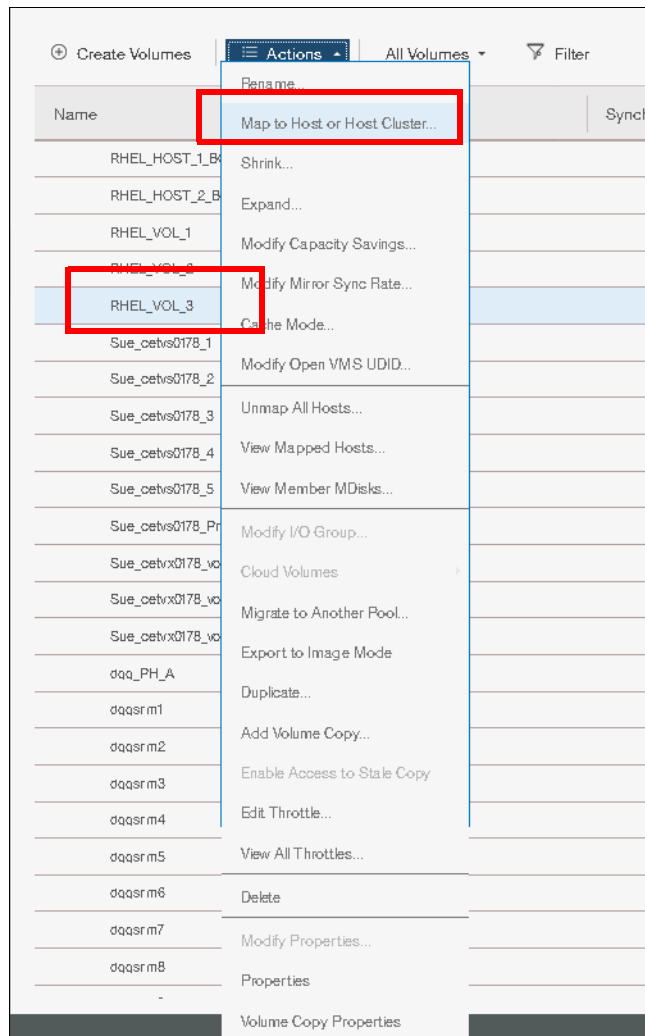 Create Volumes Actions All Volumes Filter
Name Synch
Rename...
Map to Host or Host Cluster...
RHEL_HOST_1_BO
Shrink...
RHEL_HOST_2_B
Expand...
RHEL_VOL_1
Modify Capacity Savings...
RHEL_VOL_2
Modify Mirror Sync Rate...
RHEL_VOL_3
Cache Mode...
Sue_cetvs0178_1
Modify Open VMS UDID...
Sue_cetvs0178_2
Unmap All Hosts...
Sue_cetvs0178_3
View Mapped Hosts...
Sue_cetvs0178_4
View Member MDisks...
Sue_cetvs0178_5
Sue_cetvs0178_Pr
Modify I/O Group...
Sue_cetvx0178_vo
Cloud Volumes
Sue_cetvx0178_vo
Migrate to Another Pool...
Sue_cetvx0178_vo
Export to Image Mode
dqq_PH_A
Duplicate...
dqqsrm1
Add Volume Copy...
dqqsrm2
Enable Access to Stale Copy
dqqsrm3
Edit Throttle...
dqqsrm4
View All Throttles...
dqqsrm5
dqqsrm6
Delete
dqqsrm7
Modify Properties...
dqqsrm8
Properties
Volume Copy Properties